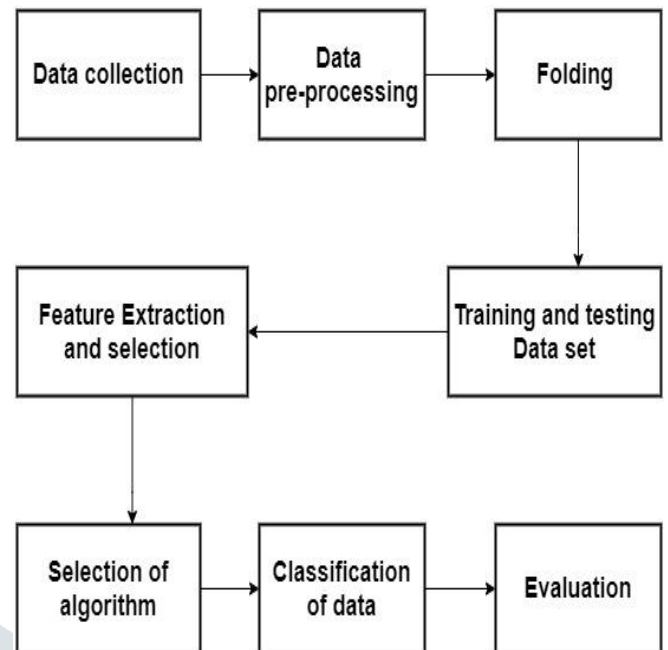 Data collection
Data
pre-processing
Folding
Training and testing
Data set
Feature Extraction
and selection
Selection of
algorithm
Classification
of data
Evaluation